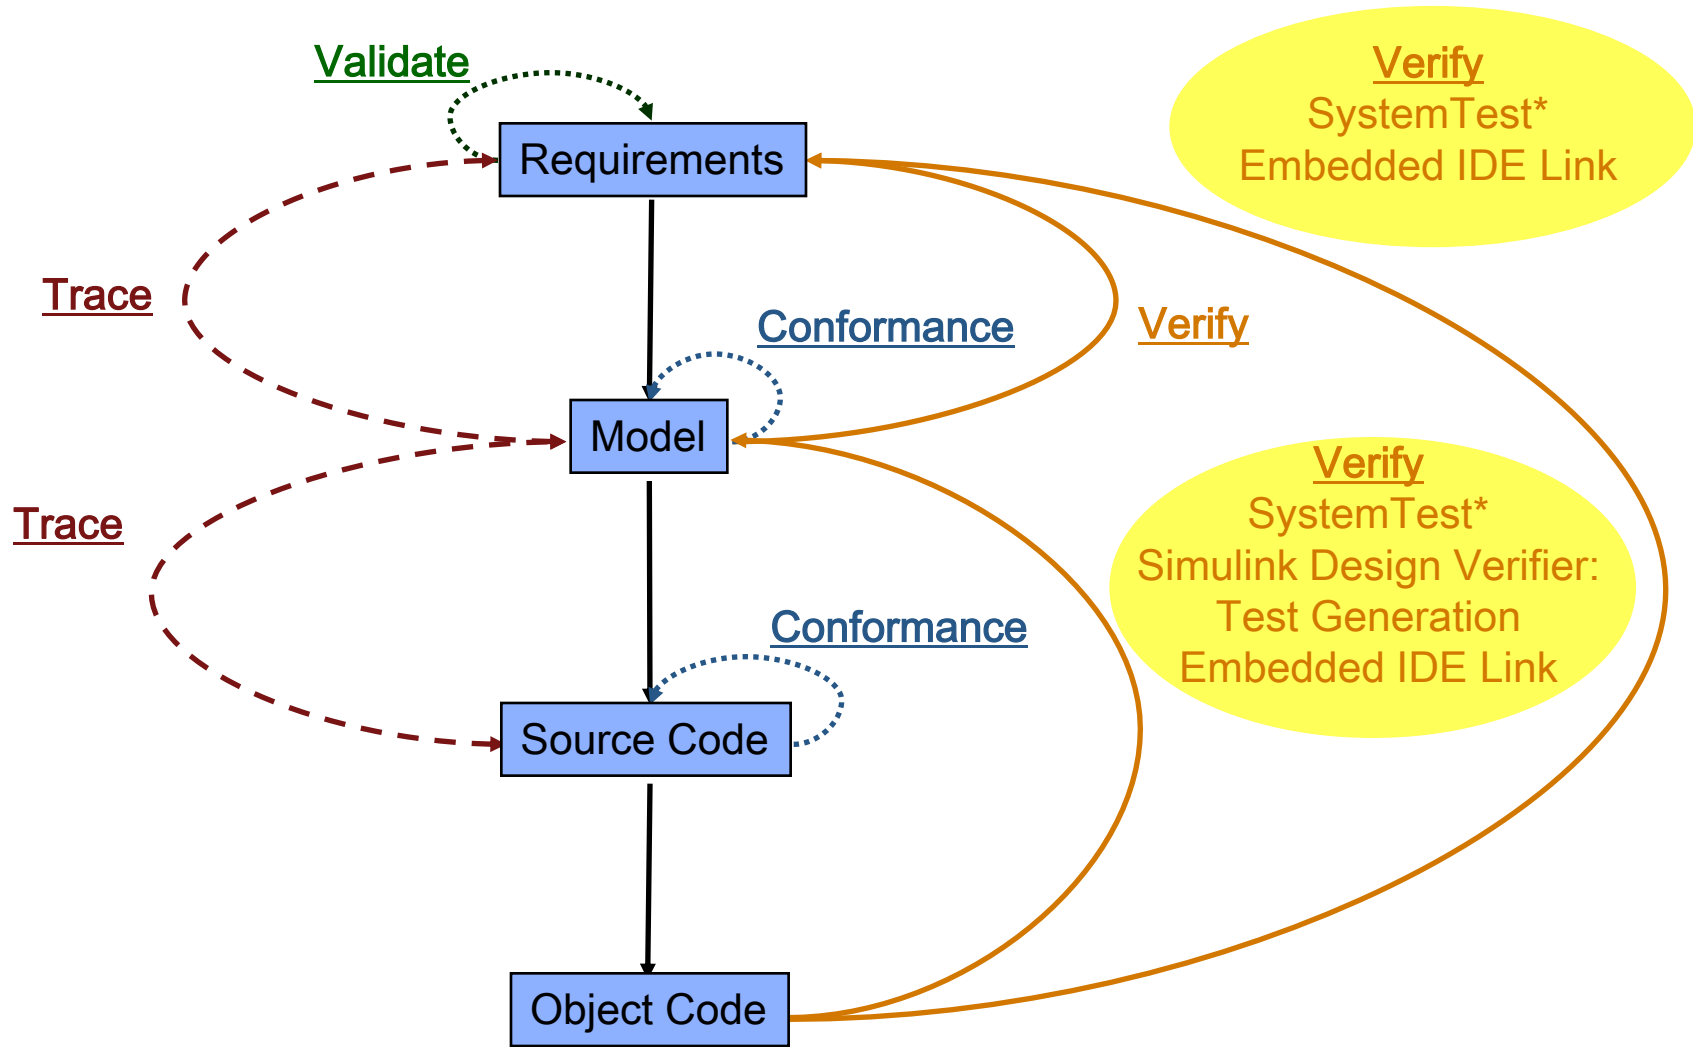 Validate
Verify
SystemTest*
Embedded IDE Link
Requirements
Trace
Conformance
Verify
Model
Verify
SystemTest*
Simulink Design Verifier:
Test Generation
Embedded IDE Link
Trace
Conformance
Source Code
Object Code